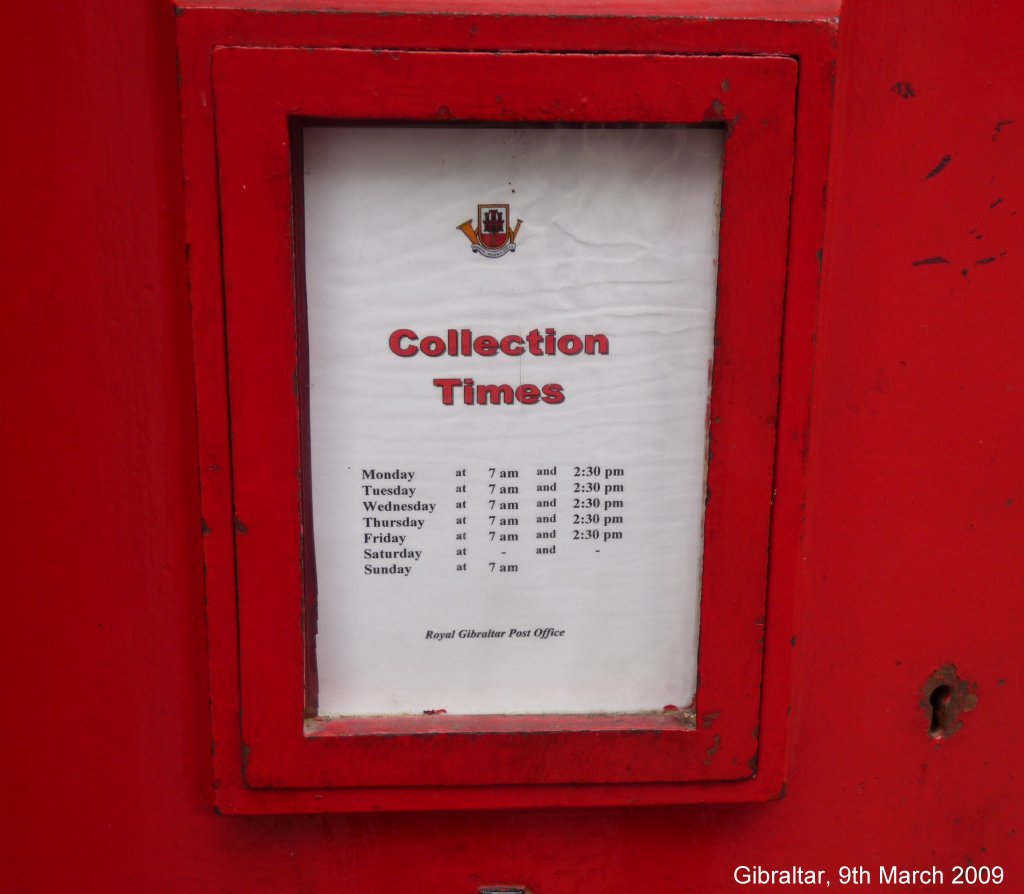 Collection
Times
Monday at 7 am and 2:30 pm
Tuesday at 7 am and 2:30 pm
Wednesday at 7 am and 2:30 pm
Thursday at 7 am and 2:30 pm
Friday at 7 am and 2:30 pm
Saturday at - and -
Sunday at 7 am
Royal Gibraltar Post Office
Gibraltar, 9th March 2009